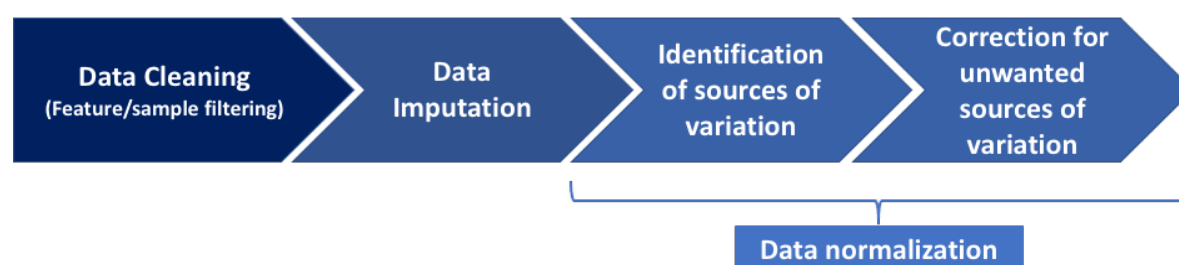 Data Cleaning
(Feature/sample filtering)
Data
Imputation
Identification
of sources of
variation
Correction for
unwanted
sources of
variation
Data normalization